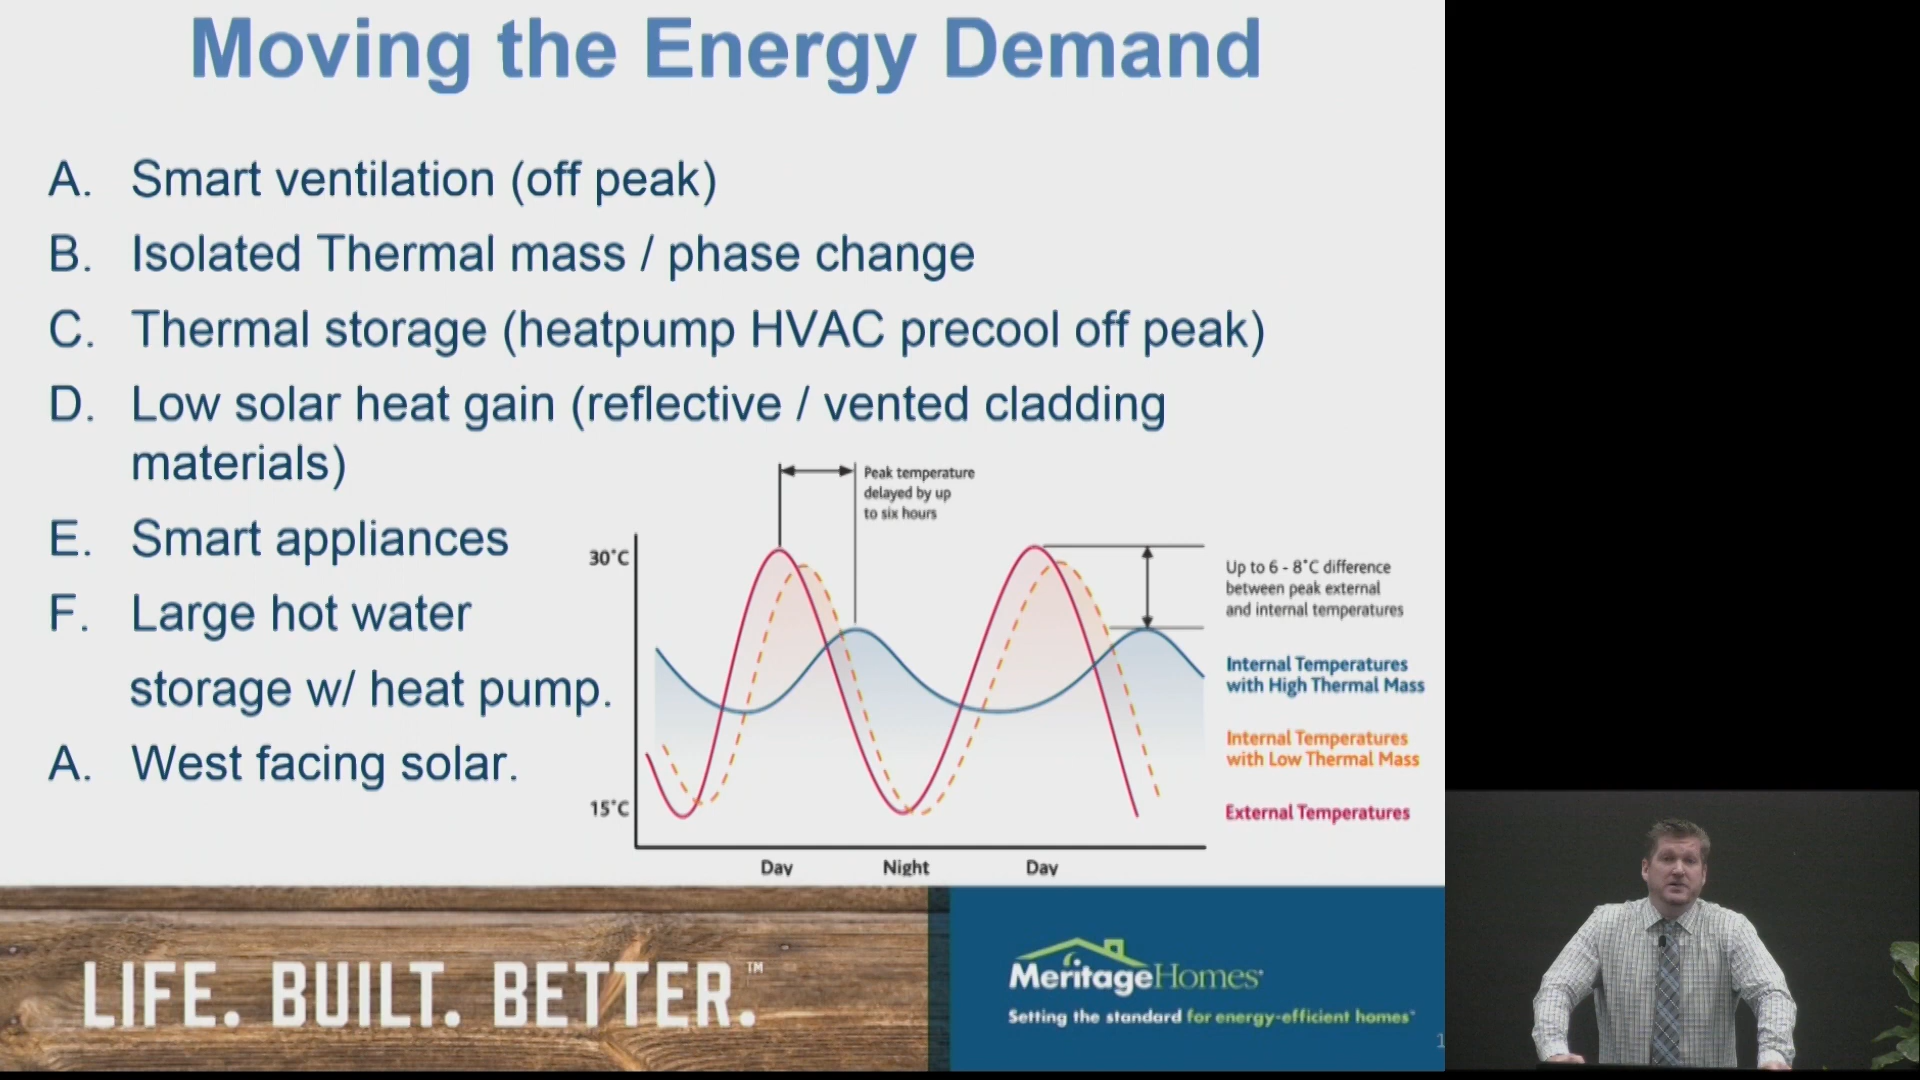 Moving the Energy Demand
A. Smart ventilation (off peak)
B. Isolated Thermal mass / phase change
C. Thermal storage (heatpump HVAC precool off peak)
D. Low solar heat gain (reflective / vented cladding
materials)
E. Smart appliances
F. Large hot water
storage w/ heat pump.
A. West facing solar.
Peak temperature
delayed by up
to six hours
30°C
15°C
Up to 6 - 8°C difference
between peak external
and internal temperatures
Internal Temperatures
with High Thermal Mass
Internal Temperatures
with Low Thermal Mass
External Temperatures
Day Night Day
LIFE. BUILT. BETTER.™
MeritageHomes®
Setting the standard for energy-efficient homes®
1